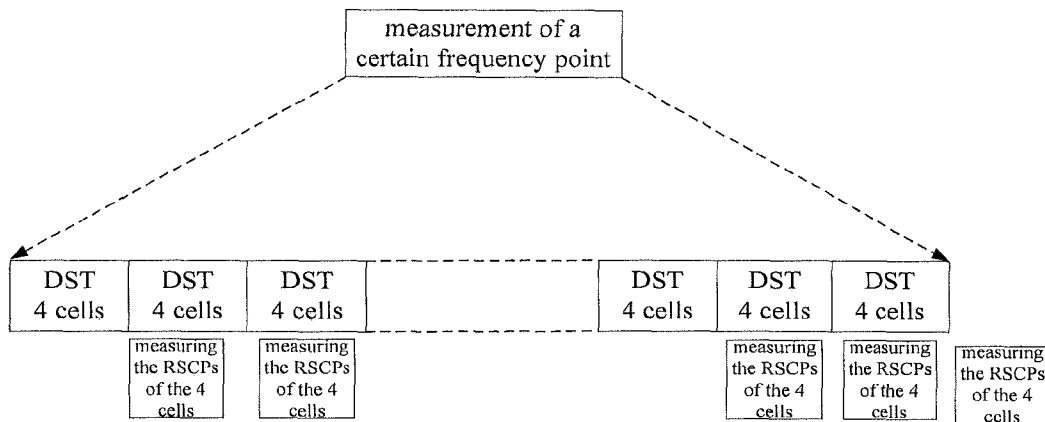 measurement of a
certain frequency point
DST
4 cells
DST
4 cells
DST
4 cells
DST
4 cells
DST
4 cells
DST
4 cells
measuring
the RSCPs
of the 4
cells
measuring
the RSCPs
of the 4
cells
measuring
the RSCPs
of the 4
cells
measuring
the RSCPs
of the 4
cells
measuring
the RSCPs
of the 4
cells